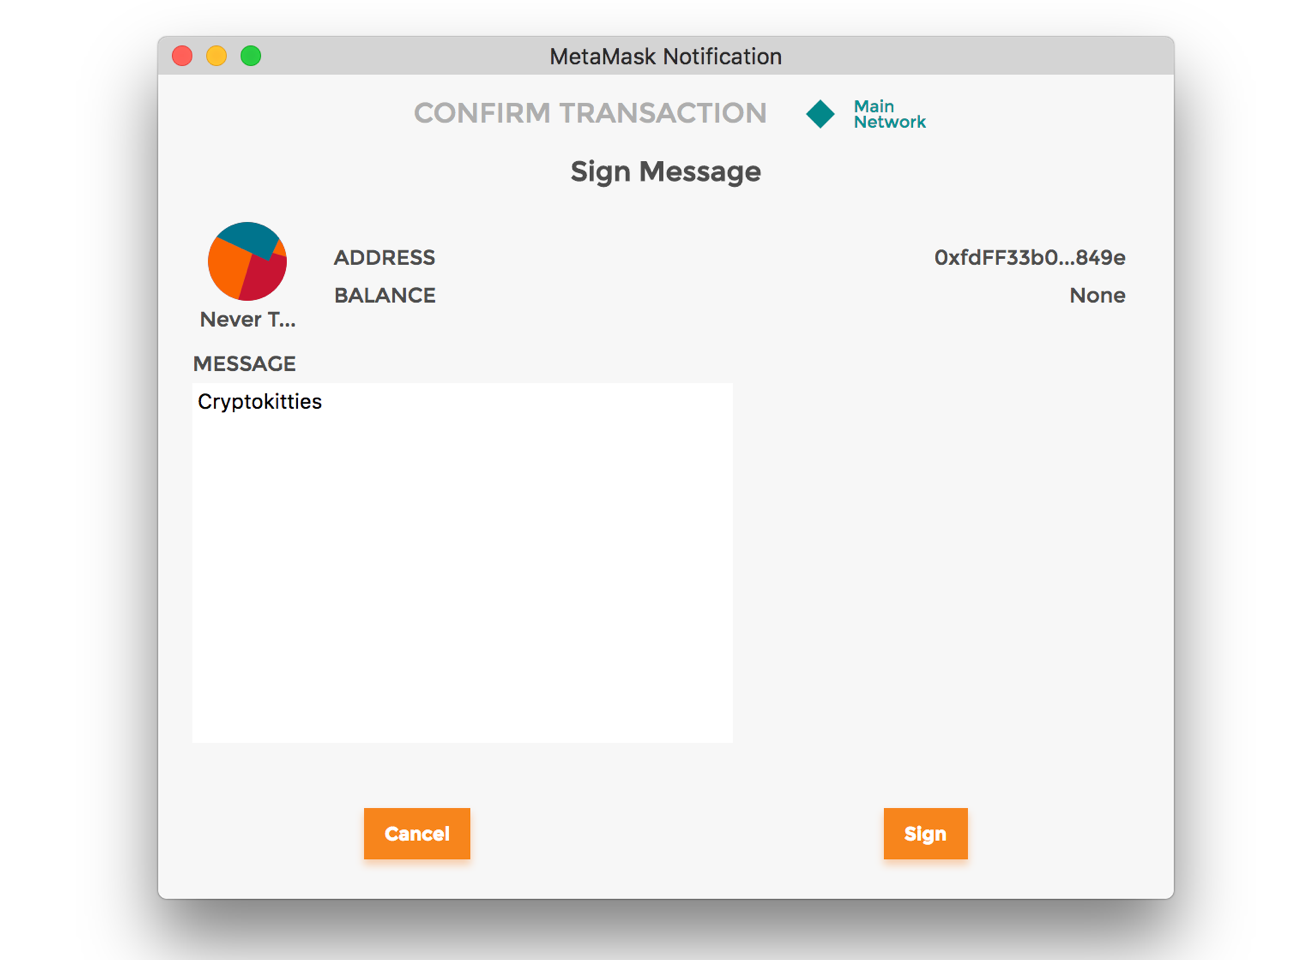 MetaMask Notification
CONFIRM TRANSACTION
Main
Network
Sign Message
ADDRESS 0xfdFF33b0...849e
BALANCE None
Never T...
MESSAGE
Cryptokitties
Cancel Sign